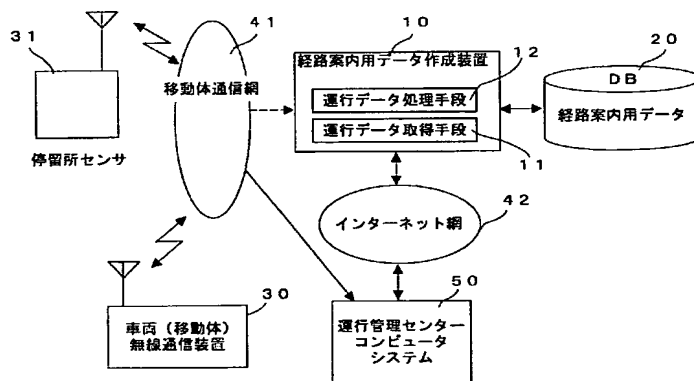 31
停留所センサ
41
移動体通信網
10
経路案内用データ作成装置
12
運行データ処理手段
運行データ取得手段
11
20
DB
経路案内用データ
インターネット網
42
30
車両（移動体）
無線通信装置
50
運行管理センター
コンピュータ
システム